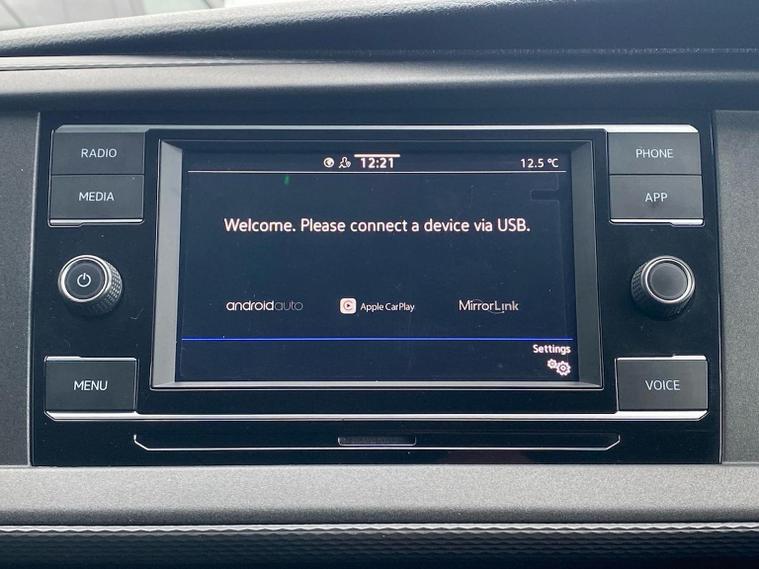 RADIO
MEDIA
MENU
12:21
12.5 °C
Welcome. Please connect a device via USB.
androidauto
Apple CarPlay
MirrorLink
Settings
PHONE
APP
VOICE